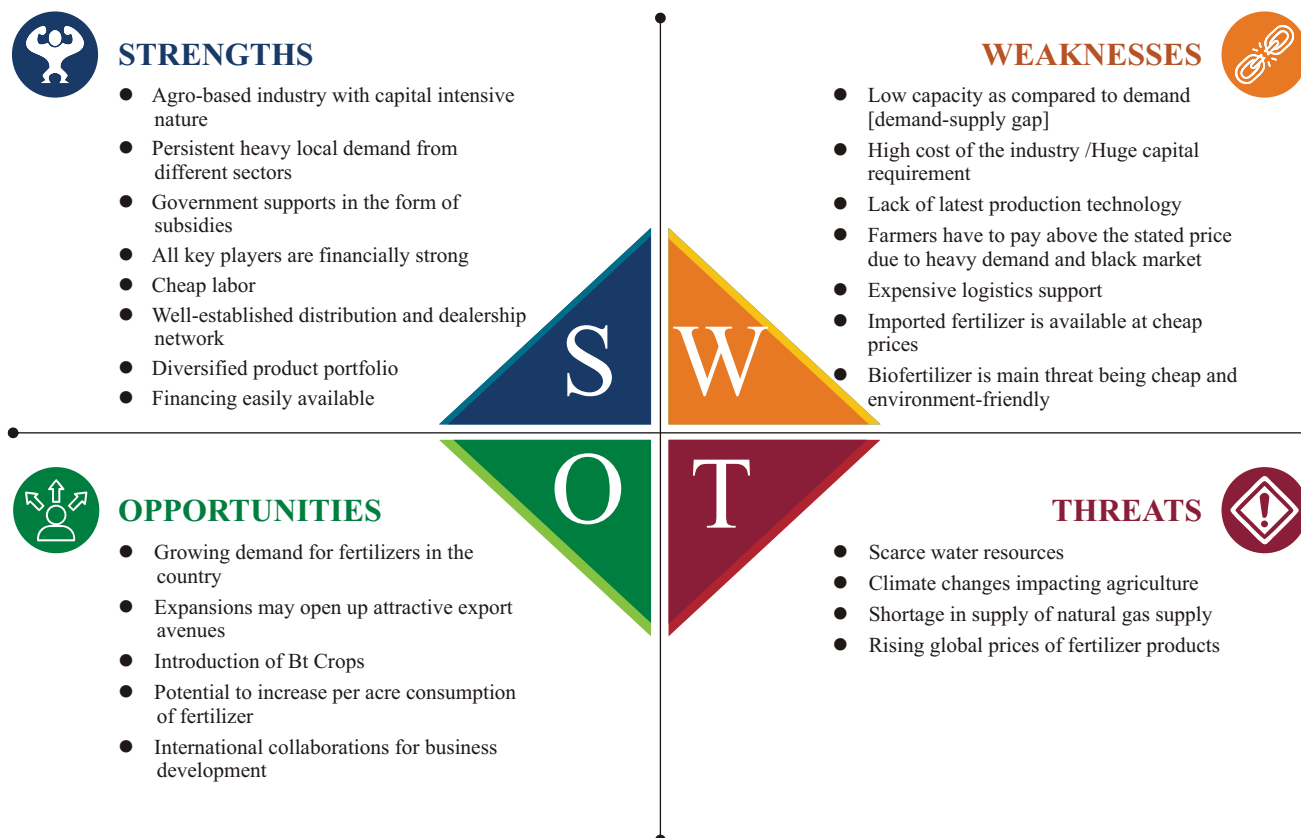 STRENGTHS
● Agro-based industry with capital intensive
nature
● Persistent heavy local demand from
different sectors
● Government supports in the form of
subsidies
● All key players are financially strong
● Cheap labor
● Well-established distribution and dealership
network
● Diversified product portfolio
● Financing easily available
WEAKNESSES
● Low capacity as compared to demand
[demand-supply gap]
● High cost of the industry /Huge capital
requirement
● Lack of latest production technology
● Farmers have to pay above the stated price
due to heavy demand and black market
● Expensive logistics support
● Imported fertilizer is available at cheap
prices
● Biofertilizer is main threat being cheap and
environment-friendly
S W
O T
OPPORTUNITIES
● Growing demand for fertilizers in the
country
● Expansions may open up attractive export
avenues
● Introduction of Bt Crops
● Potential to increase per acre consumption
of fertilizer
● International collaborations for business
development
THREATS
● Scarce water resources
● Climate changes impacting agriculture
● Shortage in supply of natural gas supply
● Rising global prices of fertilizer products